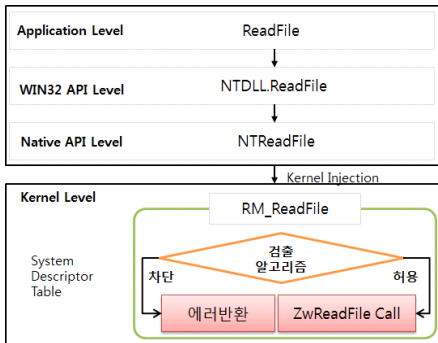 Application Level
ReadFile
WIN32 API Level
NTDLL.ReadFile
Native API Level
NTReadFile
Kernel Injection
Kernel Level
RM_ReadFile
System
Descriptor
Table
검출
알고리즘
차단
허용
에러반환
ZwReadFile Call